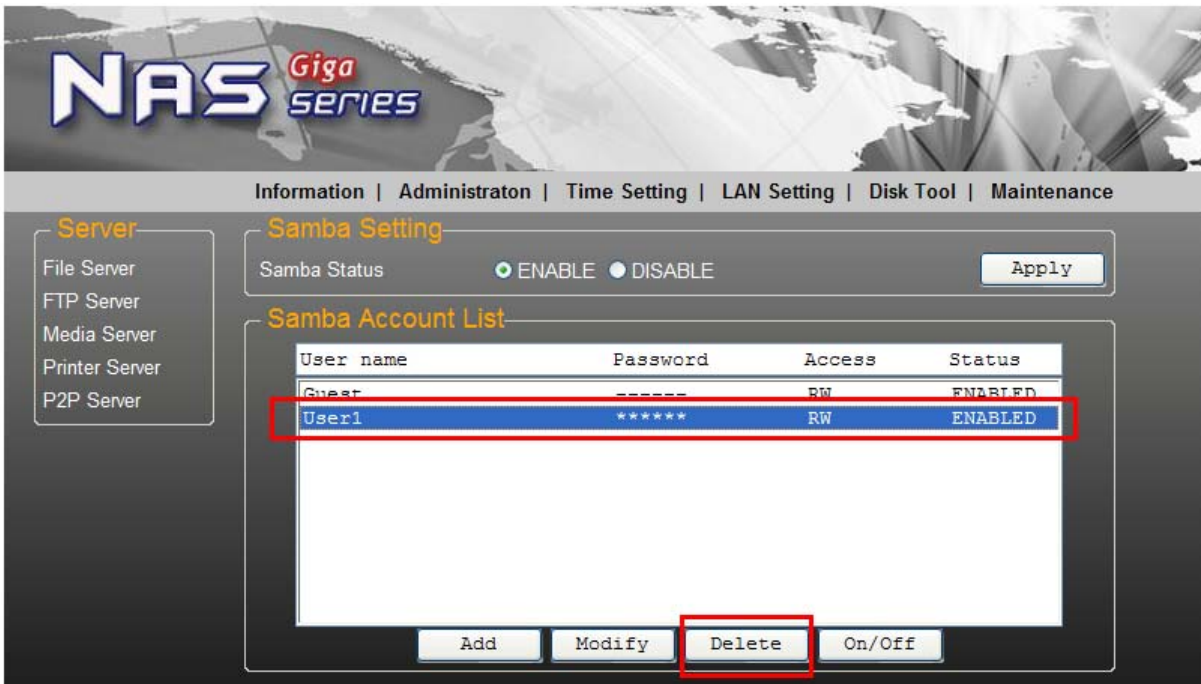 NAS Giga series
Information | Administraton | Time Setting | LAN Setting | Disk Tool | Maintenance
Server
File Server
FTP Server
Media Server
Printer Server
P2P Server
Samba Setting
Samba Status ENABLE DISABLE Apply
Samba Account List
User name Password Access Status
Guest ------ RW ENABLED
User1 ****** RW ENABLED
Add Modify Delete On/Off